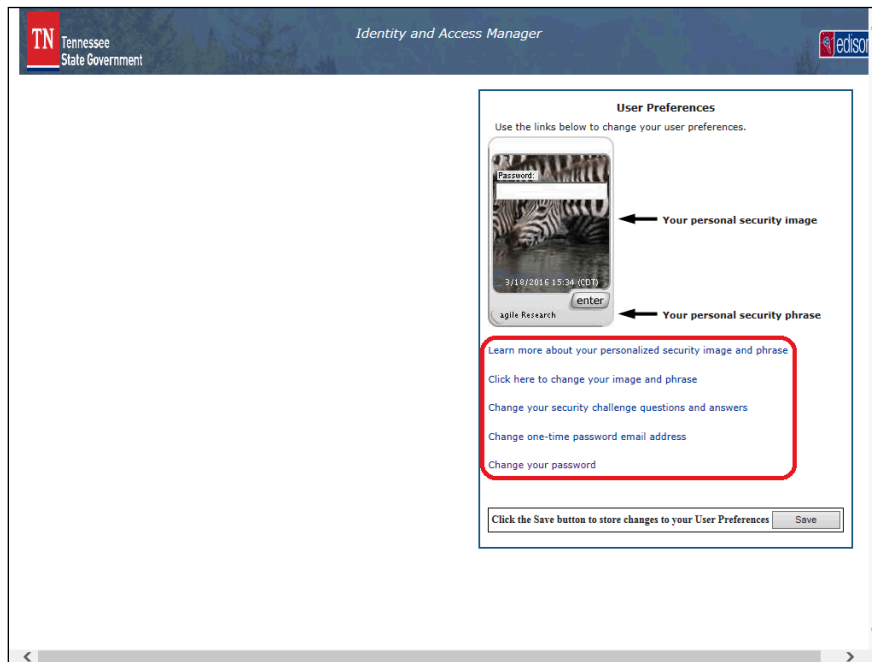 TN Tennessee
State Government
Identity and Access Manager
edison
User Preferences
Use the links below to change your user preferences.
Password:
Your personal security image
3/18/2016 15:34 (CDT)
enter
agile Research
Your personal security phrase
Learn more about your personalized security image and phrase
Click here to change your image and phrase
Change your security challenge questions and answers
Change one-time password email address
Change your password
Click the Save button to store changes to your User Preferences Save